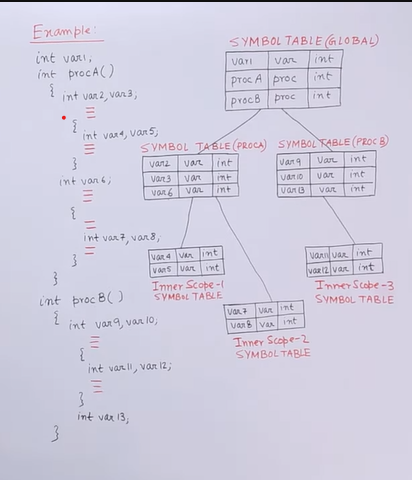 Example:
int var1;
int procA()
{ int var2, var3;
{ int var4, var5;
}
int var6;
{
int var7, var8;
}
}
int procB()
{ int var9, var10;
{
int var11, var12;
}
int var13;
}
SYMBOL TABLE (GLOBAL)
var1 var int
procA proc int
procB proc int
SYMBOL TABLE (PROCA)
var2 var int
var3 var int
var6 var int
SYMBOL TABLE (PROC B)
var9 var int
var10 var int
var13 var int
var4 var int
var5 var int
Inner Scope-1
SYMBOL TABLE
var7 var int
var8 var int
Inner Scope-2
SYMBOL TABLE
var11 var int
var12 var int
Inner Scope-3
SYMBOL TABLE